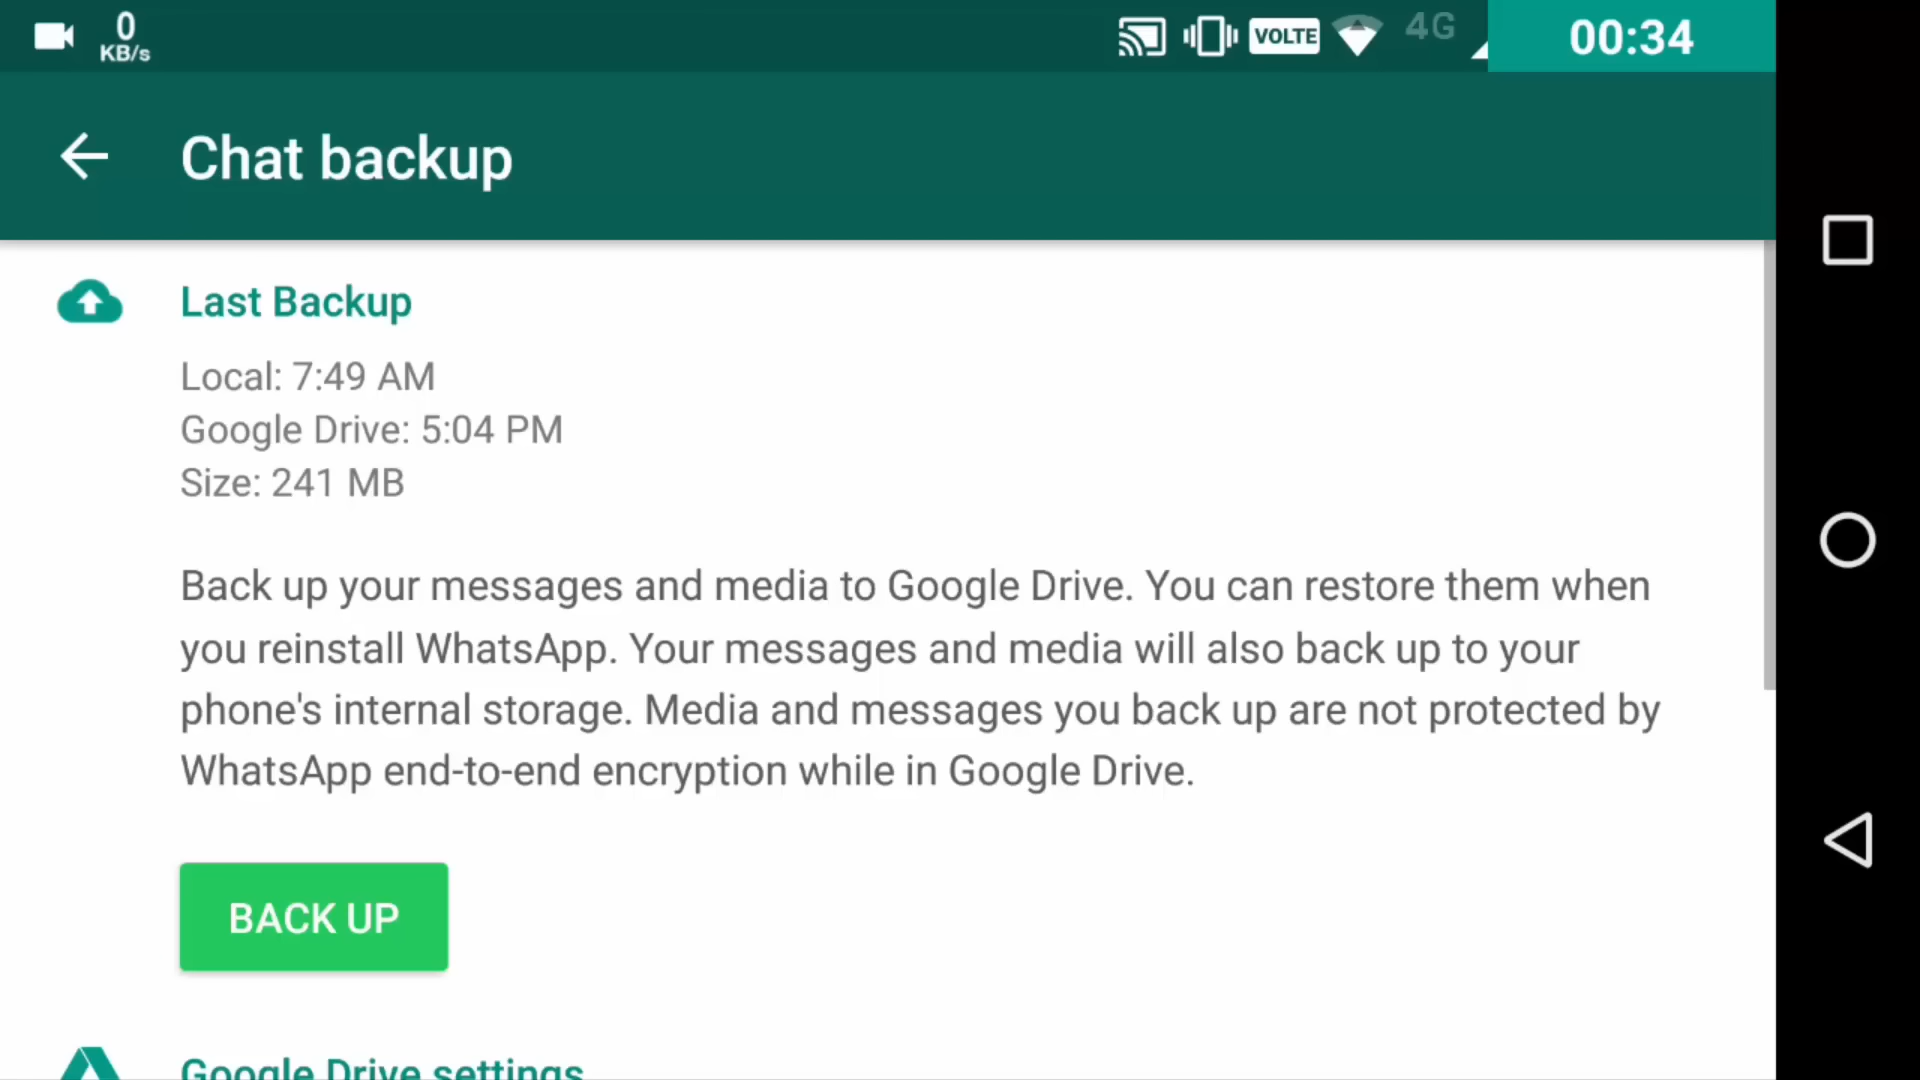 0
KB/s
VOLTE
4G
00:34
Chat backup
Last Backup
Local: 7:49 AM
Google Drive: 5:04 PM
Size: 241 MB
Back up your messages and media to Google Drive. You can restore them when
you reinstall WhatsApp. Your messages and media will also back up to your
phone's internal storage. Media and messages you back up are not protected by
WhatsApp end-to-end encryption while in Google Drive.
BACK UP
Google Drive settings